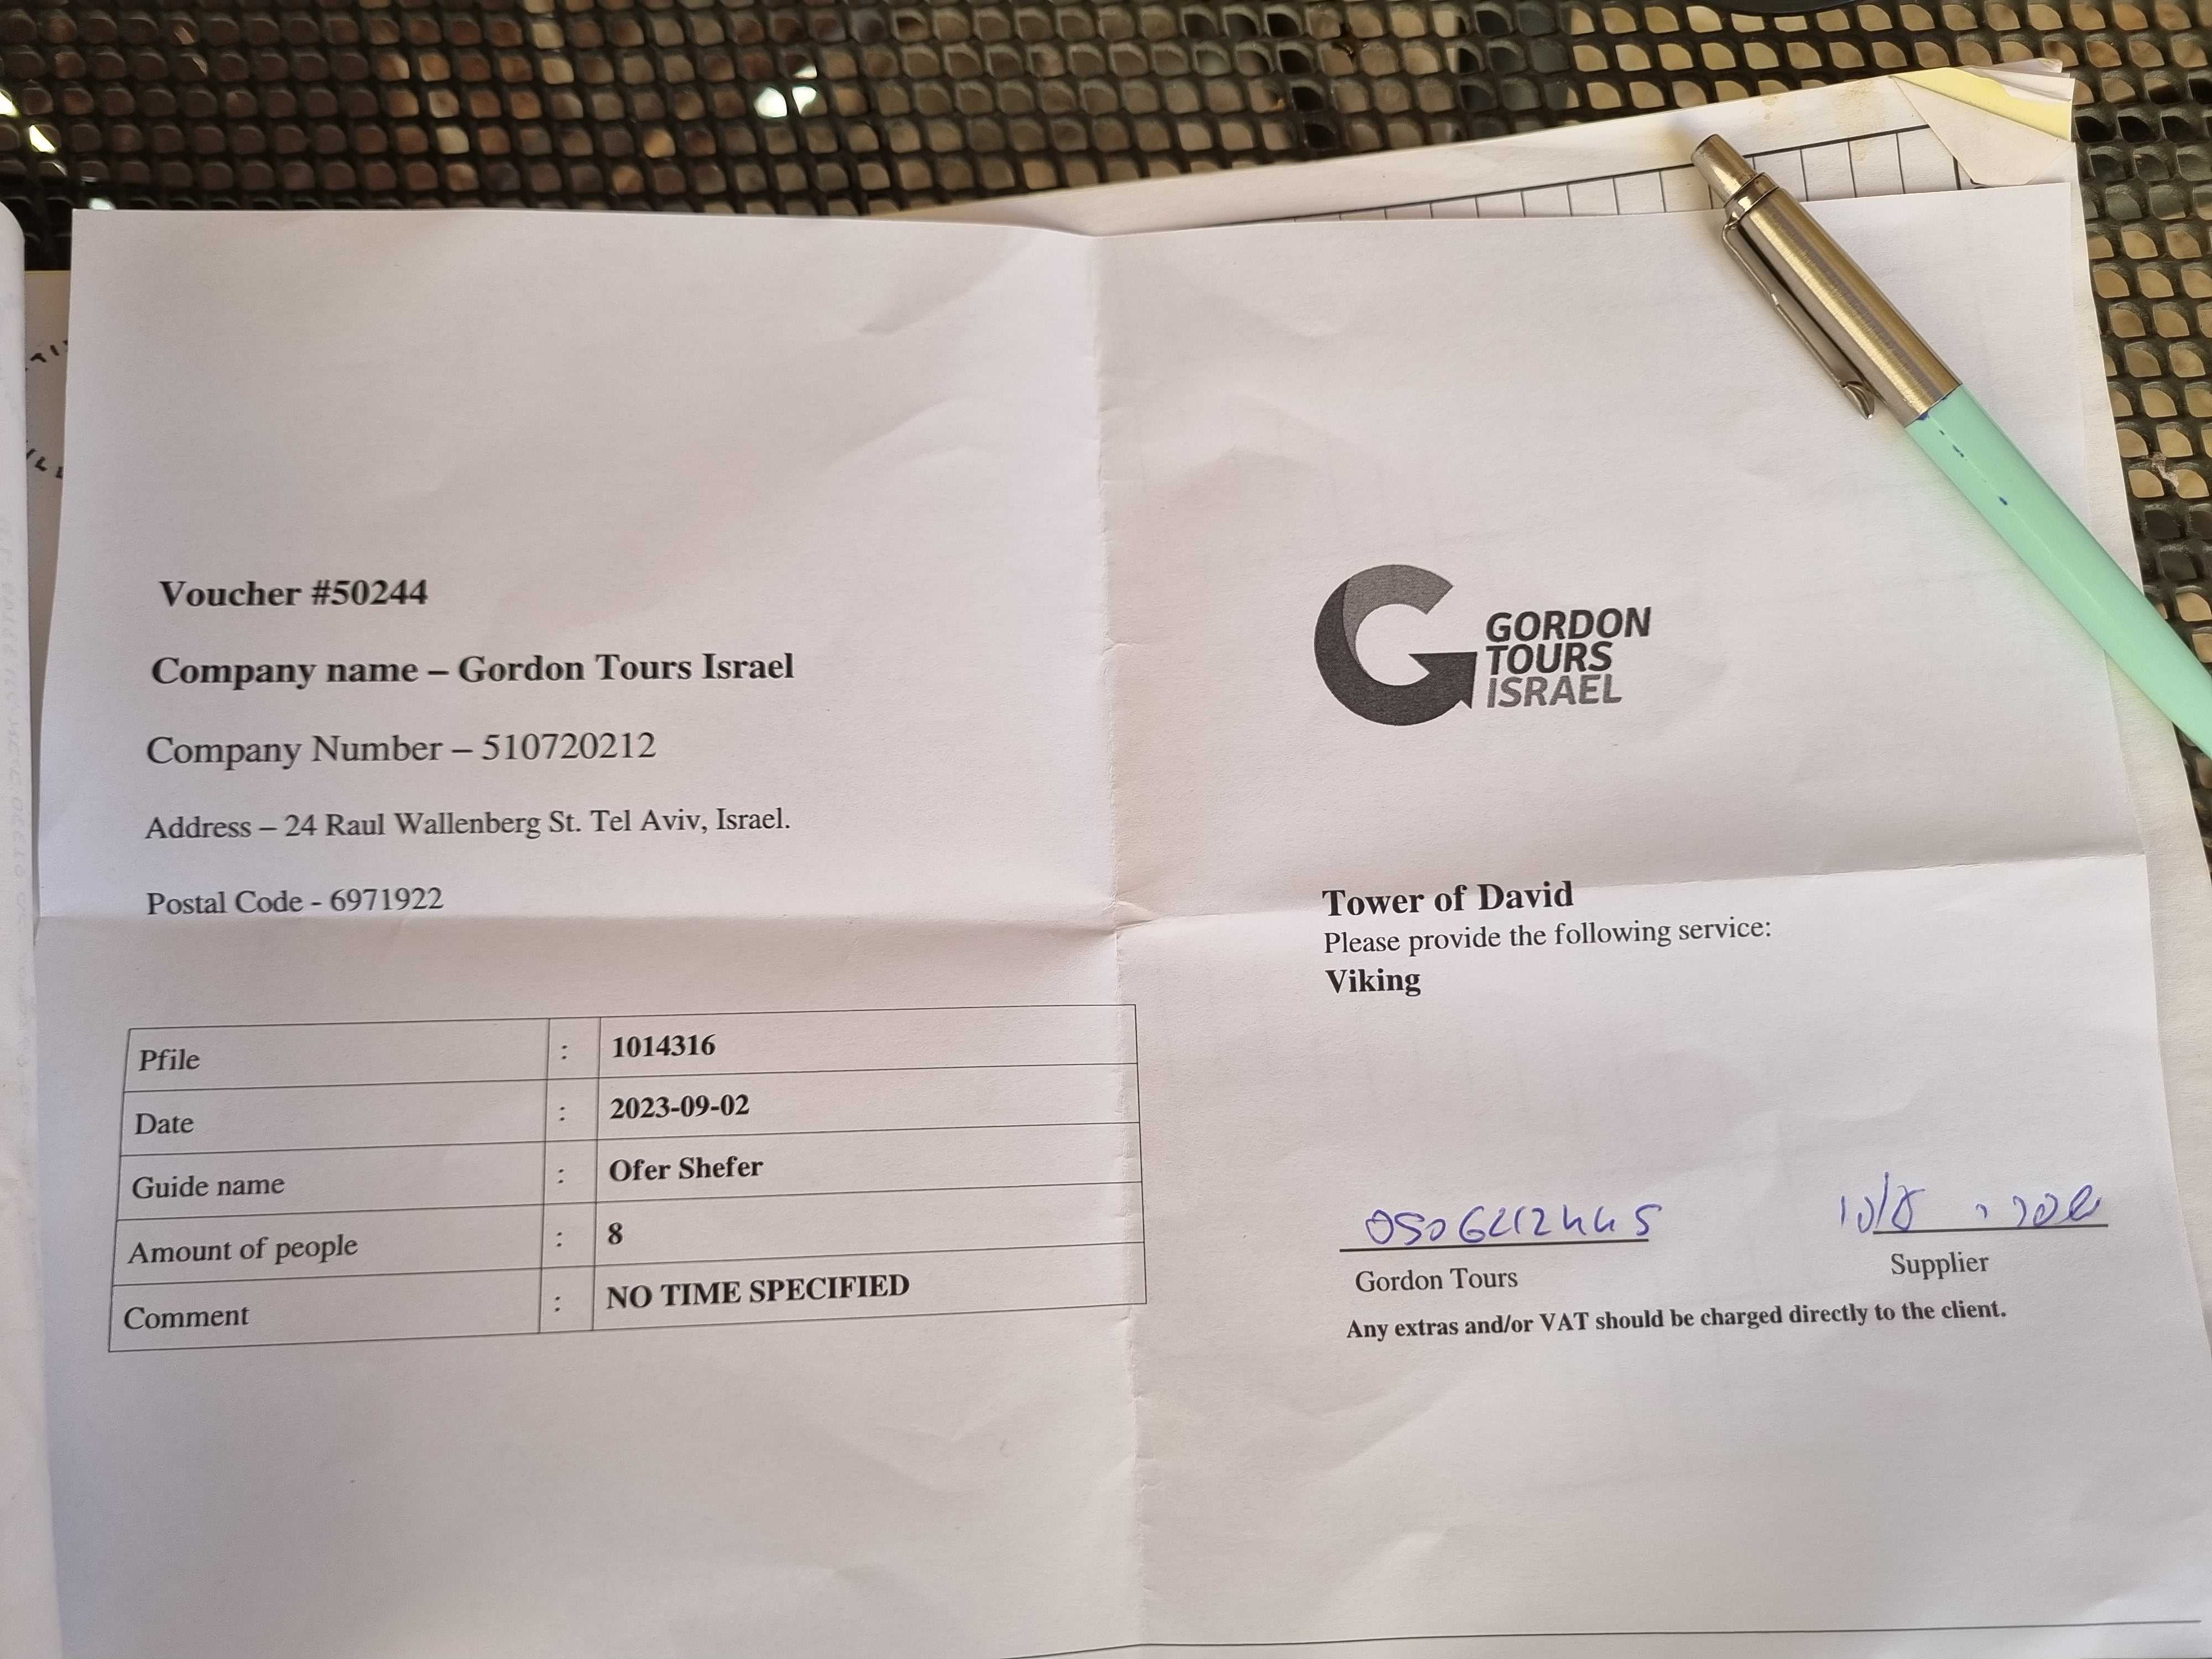 Voucher #50244
Company name – Gordon Tours Israel
Company Number – 510720212
Address – 24 Raul Wallenberg St. Tel Aviv, Israel.
Postal Code - 6971922
Pfile : 1014316
Date : 2023-09-02
Guide name : Ofer Shefer
Amount of people : 8
Comment : NO TIME SPECIFIED
GORDON
TOURS
ISRAEL
Tower of David
Please provide the following service:
Viking
Gordon Tours
Supplier
Any extras and/or VAT should be charged directly to the client.